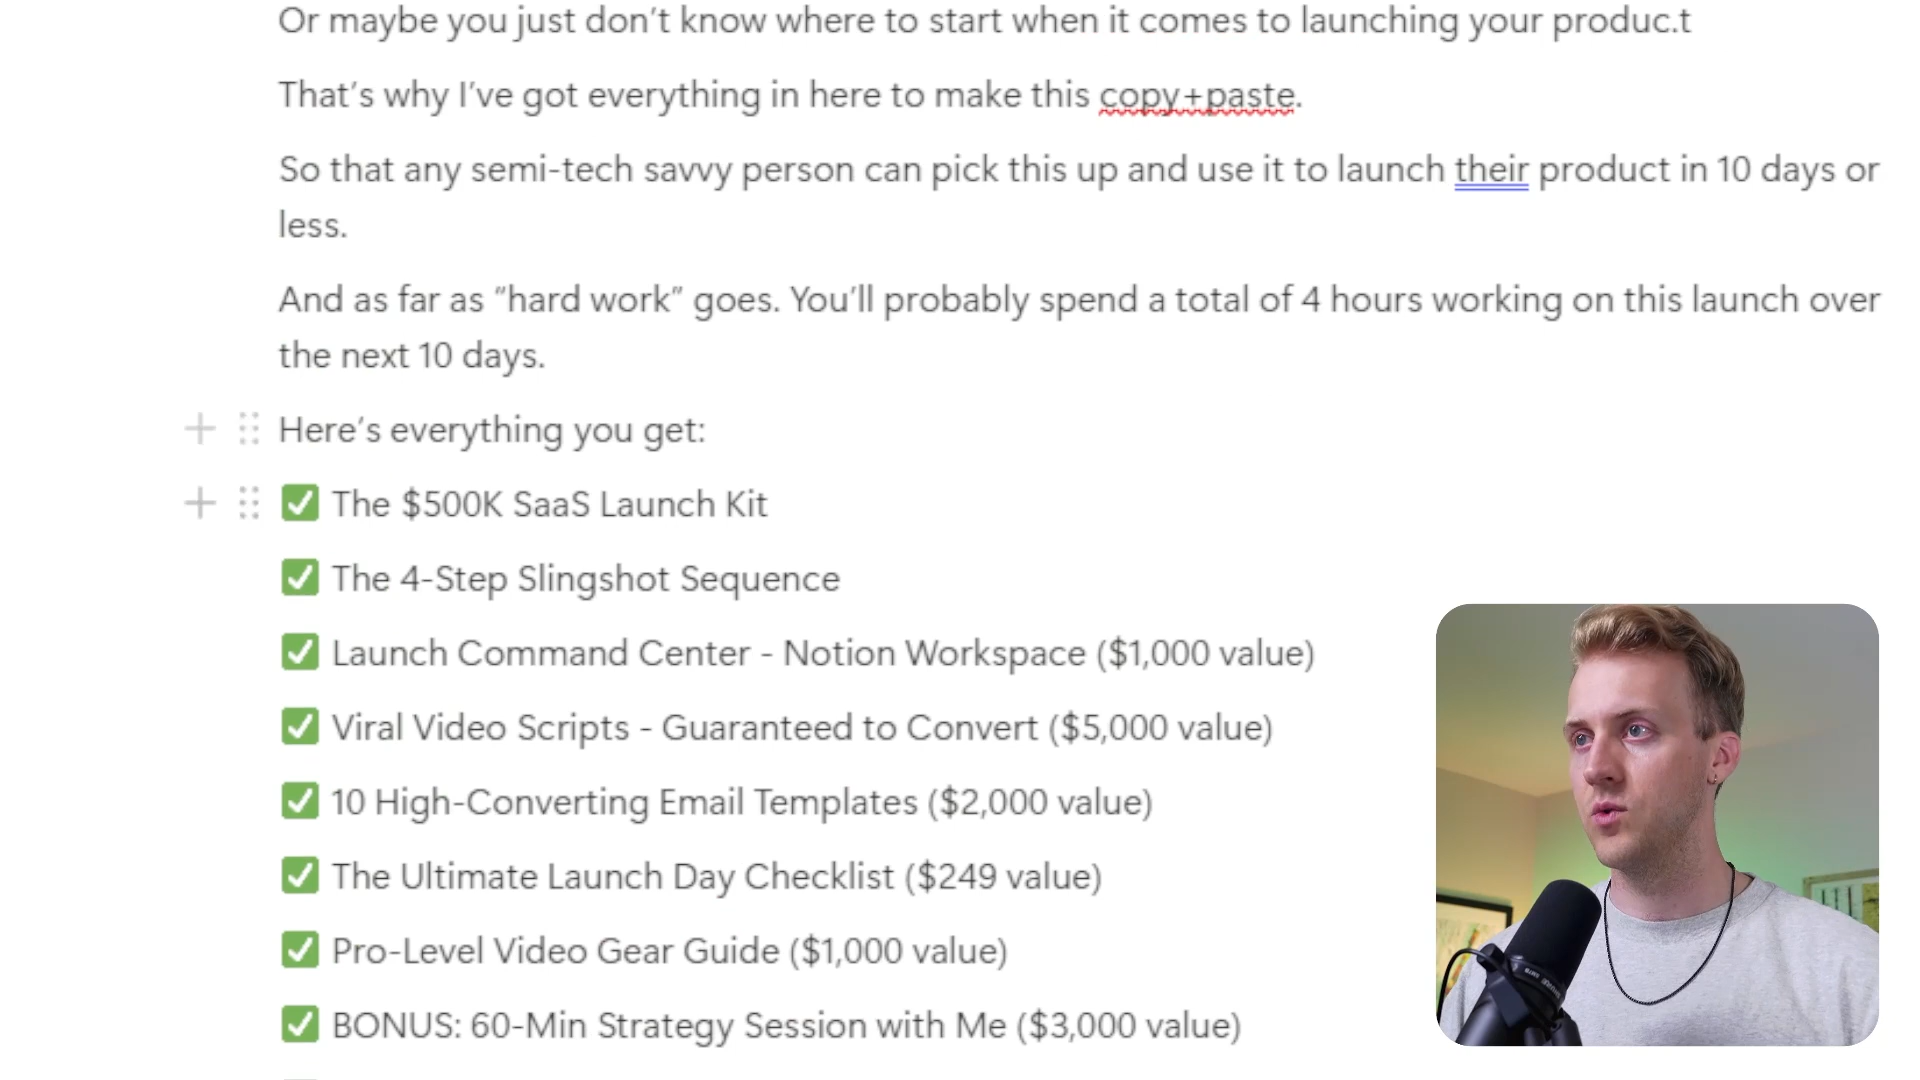 Or maybe you just don’t know where to start when it comes to launching your produc.t
That’s why I’ve got everything in here to make this copy+paste.
So that any semi-tech savvy person can pick this up and use it to launch their product in 10 days or
less.
And as far as “hard work” goes. You’ll probably spend a total of 4 hours working on this launch over
the next 10 days.
Here’s everything you get:
✅ The $500K SaaS Launch Kit
✅ The 4-Step Slingshot Sequence
✅ Launch Command Center - Notion Workspace ($1,000 value)
✅ Viral Video Scripts - Guaranteed to Convert ($5,000 value)
✅ 10 High-Converting Email Templates ($2,000 value)
✅ The Ultimate Launch Day Checklist ($249 value)
✅ Pro-Level Video Gear Guide ($1,000 value)
✅ BONUS: 60-Min Strategy Session with Me ($3,000 value)